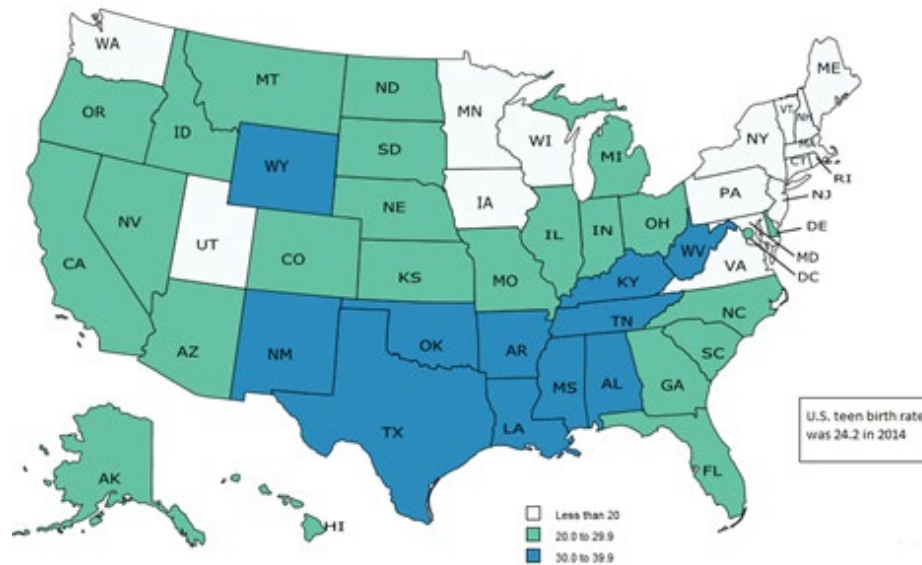 WA
ME
MT
ND
MN
VT
NH
OR
ID
WI
NY
MA
SD
MI
CT
RI
WY
IA
PA
NJ
NE
NV
UT
IL
IN
OH
DE
CO
WV
MD
CA
KS
MO
VA
DC
KY
NC
TN
AZ
OK
NM
AR
SC
MS
AL
GA
TX
LA
U.S. teen birth rate
was 24.2 in 2014
FL
AK
HI
Less than 20
20.0 to 29.9
30.0 to 39.9